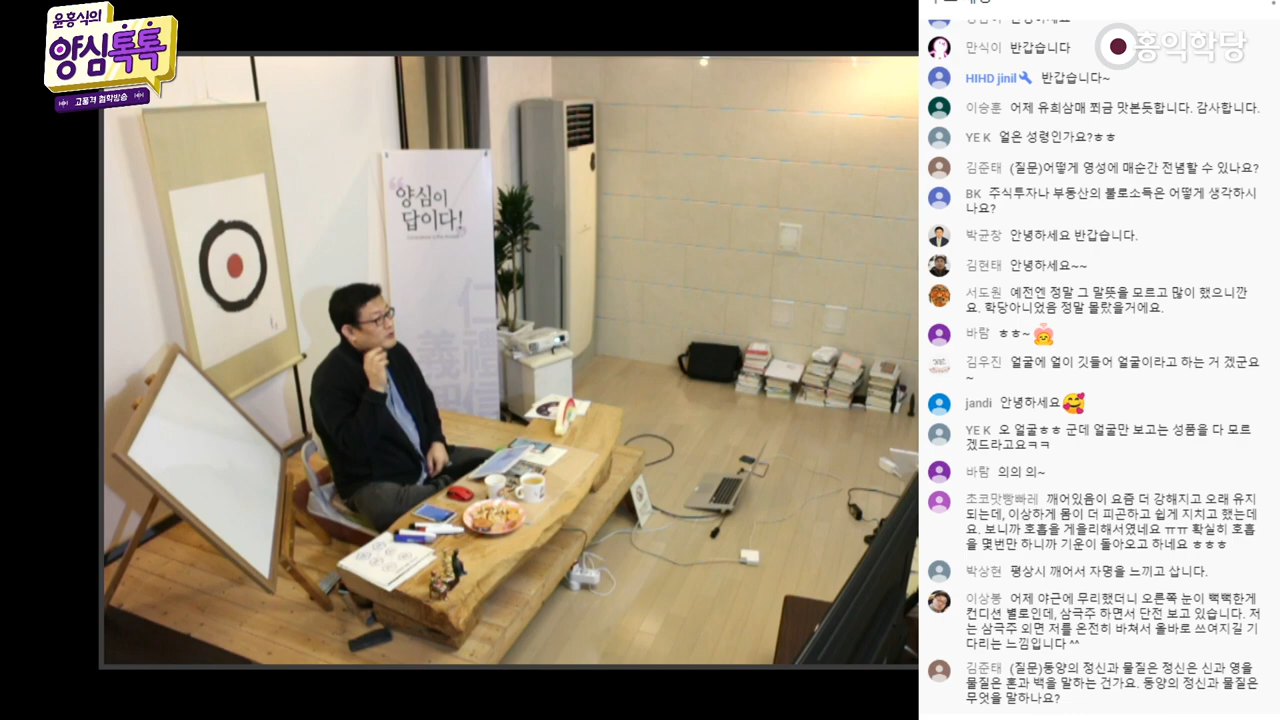 윤홍식의
양심톡톡
고품격 철학방송
양심이
답이다!
홍익학당
만식이 반갑습니다
HIHD jinil 반갑습니다~
이승훈 어제 유희삼매 쬐금 맛본듯합니다. 감사합니다.
YE K 얼은 성령인가요?ㅎㅎ
김준태 (질문)어떻게 영성에 매순간 전념할 수 있나요?
BK 주식투자나 부동산의 불로소득은 어떻게 생각하시
나요?
박균창 안녕하세요 반갑습니다.
김현태 안녕하세요~~
서도원 예전엔 정말 그 말뜻을 모르고 많이 했으니깐
요. 학당아니었음 정말 몰랐을거에요.
바람 ㅎㅎ~
김우진 얼굴에 얼이 깃들어 얼굴이라고 하는 거 겠군요
~
jandi 안녕하세요
YE K 오 얼굴ㅎㅎ 군데 얼굴만 보고는 성품을 다 모르
겠드라고요ㅋㅋ
바람 의의 의~
초코맛빵빠레 깨어있음이 요즘 더 강해지고 오래 유지
되는데, 이상하게 몸이 더 피곤하고 쉽게 지치고 했는데
요. 보니까 호흡을 게을리해서였네요 ㅠㅠ 확실히 호흡
을 몇번만 하니까 기운이 돌아오고 하네요 ㅎㅎㅎ
박상현 평상시 깨어서 자명을 느끼고 삽니다.
이상봉 어제 야근에 무리했더니 오른쪽 눈이 뻑뻑한게
컨디션 별로인데, 삼극주 하면서 단전 보고 있습니다. 저
는 삼극주 외면 저를 온전히 바쳐서 올바로 쓰여지길 기
다리는 느낌입니다 ^^
김준태 (질문)동양의 정신과 물질은 정신은 신과 영을
물질은 혼과 백을 말하는 건가요. 동양의 정신과 물질은
무엇을 말하나요?